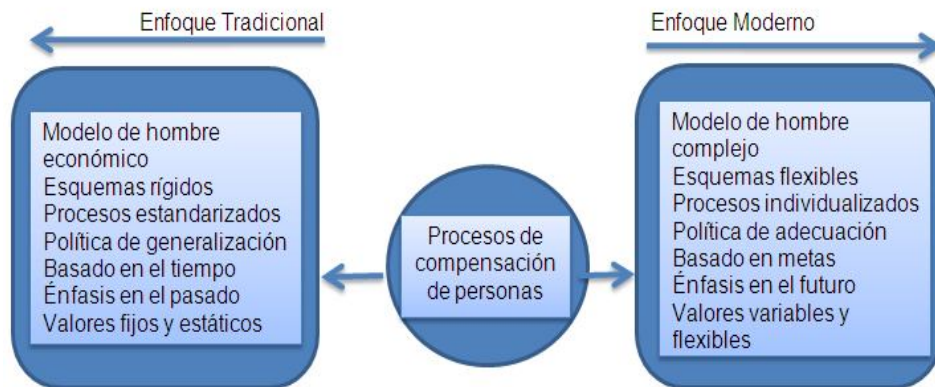 Enfoque Tradicional
Enfoque Moderno
Modelo de hombre
económico
Esquemas rígidos
Procesos estandarizados
Política de generalización
Basado en el tiempo
Énfasis en el pasado
Valores fijos y estáticos
Procesos de
compensación
de personas
Modelo de hombre
complejo
Esquemas flexibles
Procesos individualizados
Política de adecuación
Basado en metas
Énfasis en el futuro
Valores variables y
flexibles